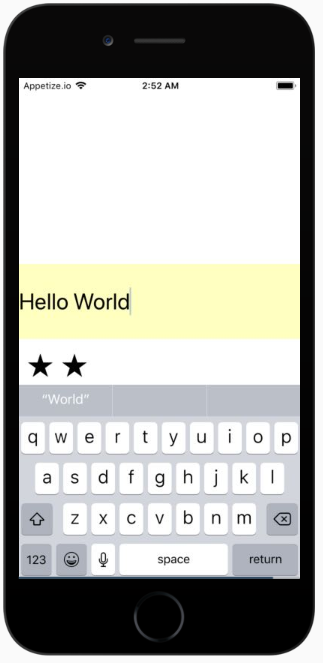 Appetize.io 2:52 AM
Hello World
★ ★
“World”
q w e r t y u i o p
a s d f g h j k l
z x c v b n m
123 space return